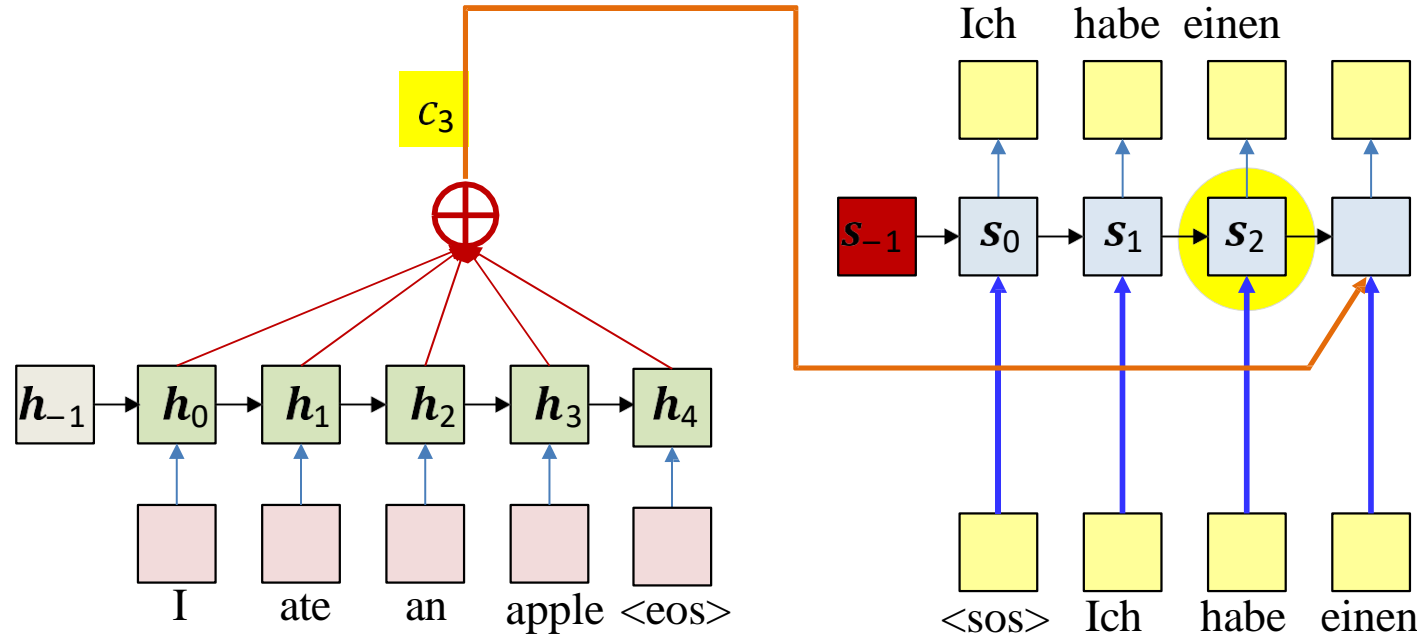 Ich habe einen
c₃
s₋₁ s₀ s₁ s₂
h₋₁ h₀ h₁ h₂ h₃ h₄
I ate an apple <eos>
<sos> Ich habe einen